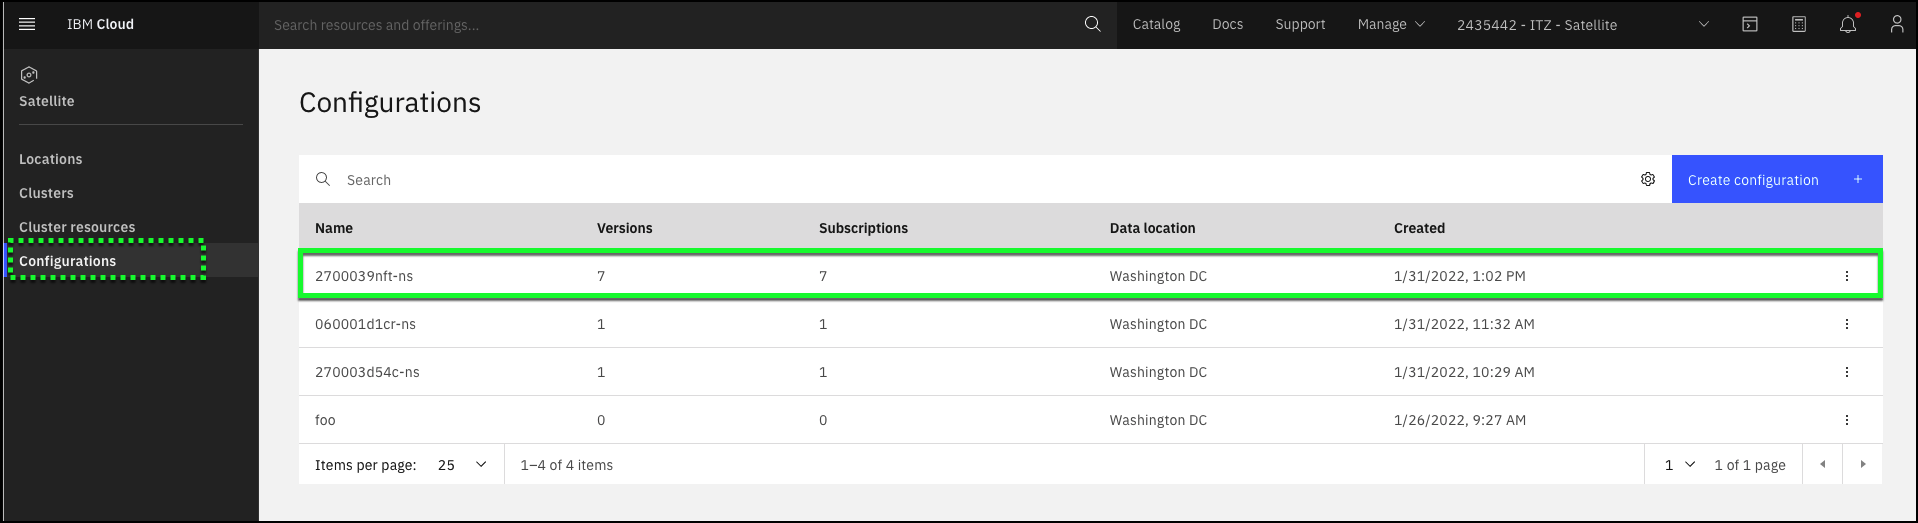 IBM Cloud
Search resources and offerings...
Catalog
Docs
Support
Manage
2435442 - ITZ - Satellite
Satellite
Locations
Clusters
Cluster resources
Configurations
Configurations
Search
Create configuration +
Name Versions Subscriptions Data location Created
2700039nft-ns 7 7 Washington DC 1/31/2022, 1:02 PM
060001d1cr-ns 1 1 Washington DC 1/31/2022, 11:32 AM
270003d54c-ns 1 1 Washington DC 1/31/2022, 10:29 AM
foo 0 0 Washington DC 1/26/2022, 9:27 AM
Items per page: 25 1–4 of 4 items 1 1 of 1 page